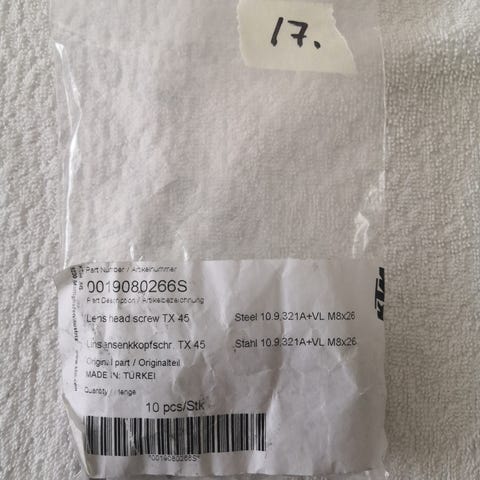 17.
Part Number / Artikelnummer
0019080266S
Part Description / Artikelbezeichnung
Lens head screw TX 45 Steel 10.9,321A+VL M8x26
Linsensenkkopfschr. TX 45 Stahl 10.9,321A+VL M8x26
Original part / Originalteil
MADE IN: TÜRKEI
Quantity / Menge
10 pcs/Stk
*0019080266S*
KTM